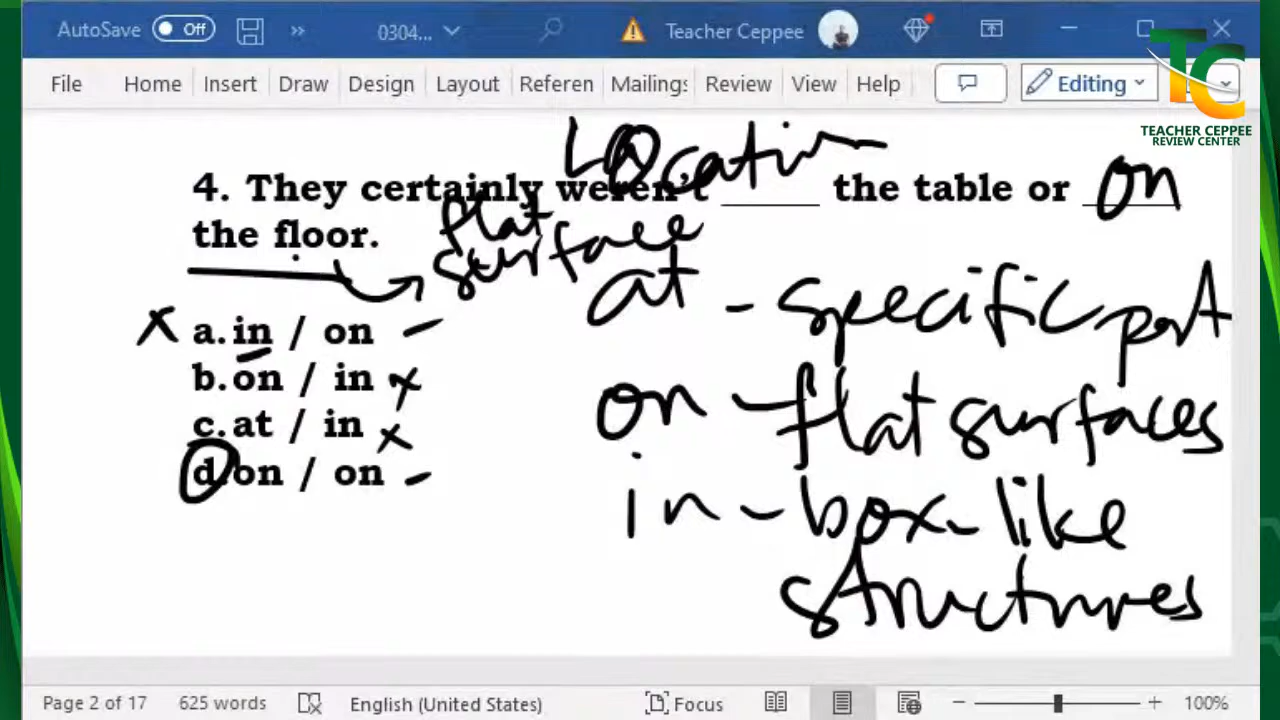 AutoSave Off 0304... Teacher Ceppee
TC
TEACHER CEPPEE
REVIEW CENTER
File Home Insert Draw Design Layout Referen Mailings Review View Help Editing
Location
4. They certainly weren't _____ the table or _____
on
the floor.
flat
surface
at - specific part
x a. in / on -
b. on / in x
c. at / in x
d. on / on -
on - flat surfaces
in - box-like
structures
Page 2 of 17 625 words English (United States) Focus 100%